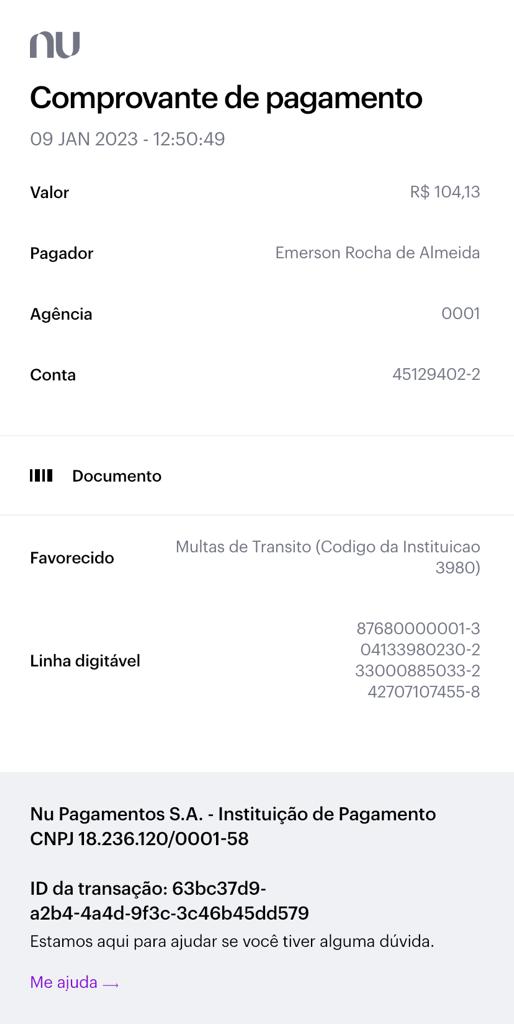 nu
Comprovante de pagamento
09 JAN 2023 - 12:50:49
Valor R$ 104,13
Pagador Emerson Rocha de Almeida
Agência 0001
Conta 45129402-2
Documento
Favorecido Multas de Transito (Codigo da Instituicao
3980)
Linha digitável 87680000001-3
04133980230-2
33000885033-2
42707107455-8
Nu Pagamentos S.A. - Instituição de Pagamento
CNPJ 18.236.120/0001-58
ID da transação: 63bc37d9-
a2b4-4a4d-9f3c-3c46b45dd579
Estamos aqui para ajudar se você tiver alguma dúvida.
Me ajuda →